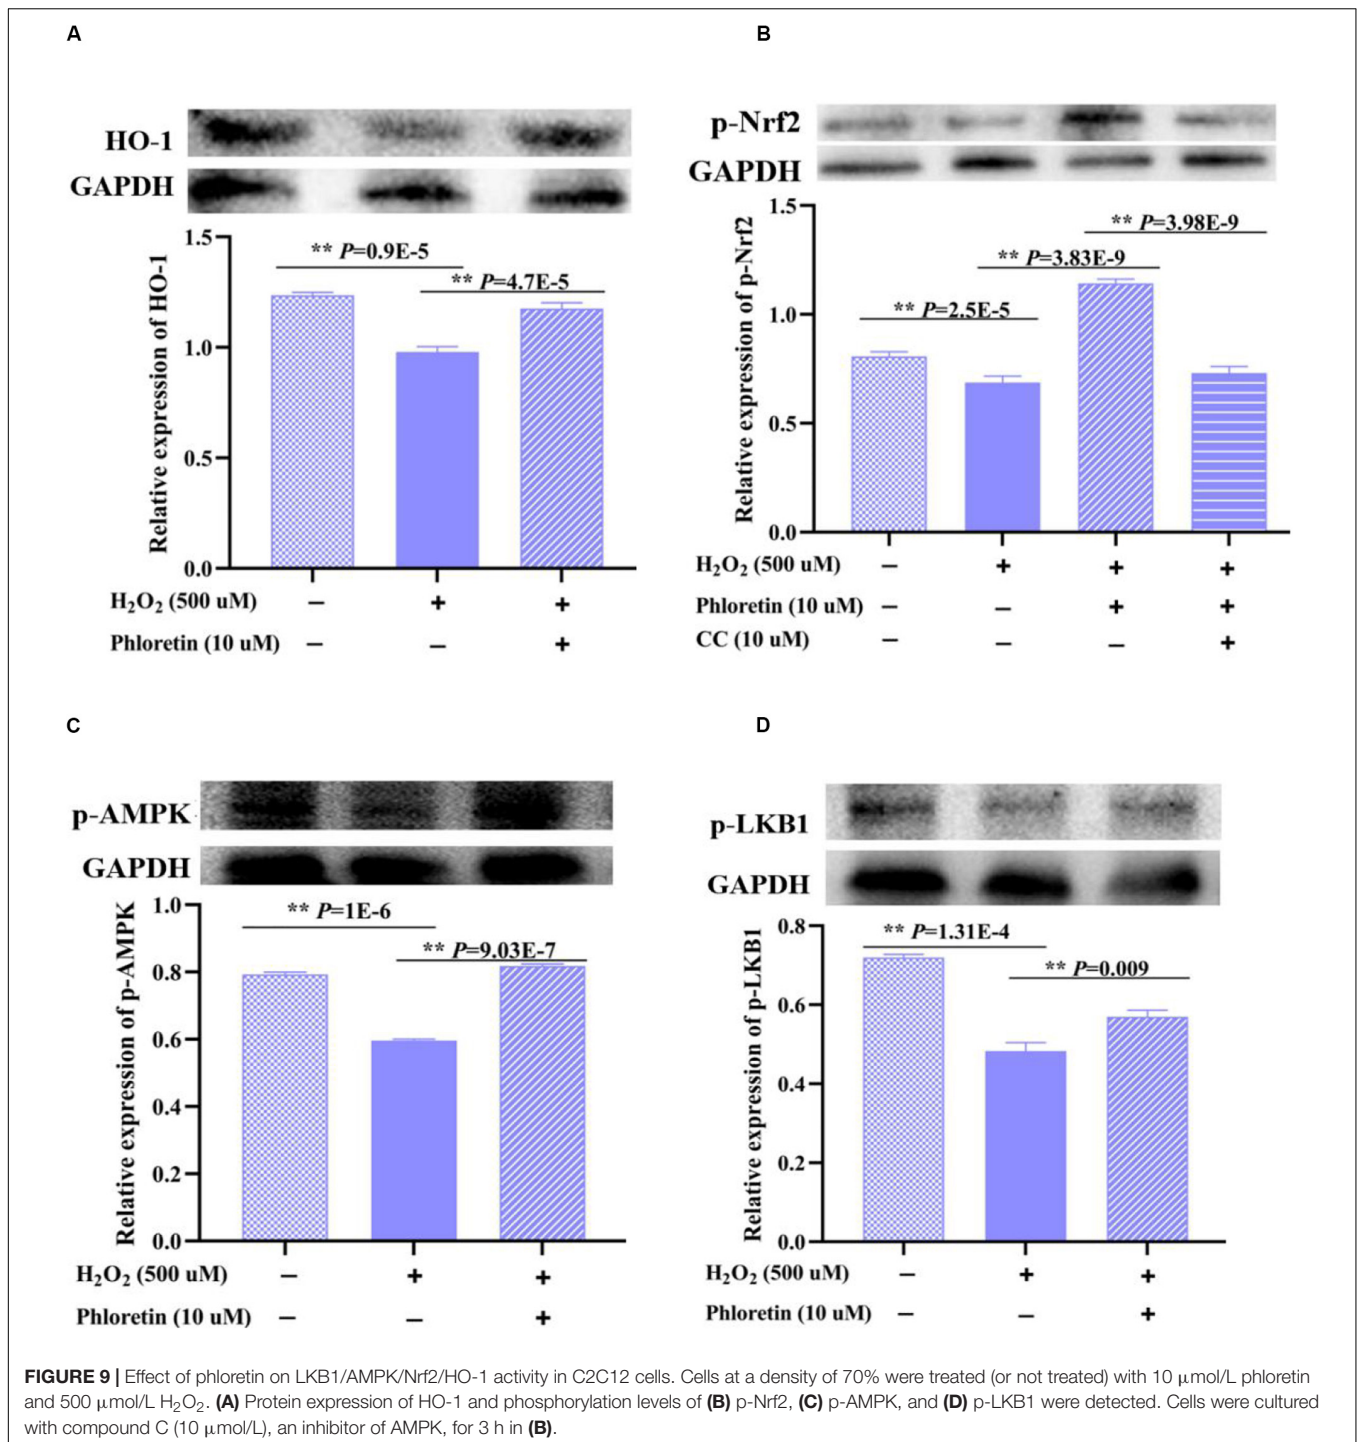 A
HO-1
GAPDH
Relative expression of HO-1
1.5
1.0
0.5
0.0
** P=0.9E-5
** P=4.7E-5
H₂O₂ (500 uM) − + +
Phloretin (10 uM) − − +
B
p-Nrf2
GAPDH
Relative expression of p-Nrf2
1.5
1.0
0.5
0.0
** P=2.5E-5
** P=3.83E-9
** P=3.98E-9
H₂O₂ (500 uM) − + + +
Phloretin (10 uM) − − + +
CC (10 uM) − − − +
C
p-AMPK
GAPDH
Relative expression of p-AMPK
1.0
0.8
0.6
0.4
0.2
0.0
** P=1E-6
** P=9.03E-7
H₂O₂ (500 uM) − + +
Phloretin (10 uM) − − +
D
p-LKB1
GAPDH
Relative expression of p-LKB1
0.8
0.6
0.4
0.2
0.0
** P=1.31E-4
** P=0.009
H₂O₂ (500 uM) − + +
Phloretin (10 uM) − − +
FIGURE 9 | Effect of phloretin on LKB1/AMPK/Nrf2/HO-1 activity in C2C12 cells. Cells at a density of 70% were treated (or not treated) with 10 μmol/L phloretin
and 500 μmol/L H₂O₂. (A) Protein expression of HO-1 and phosphorylation levels of (B) p-Nrf2, (C) p-AMPK, and (D) p-LKB1 were detected. Cells were cultured
with compound C (10 μmol/L), an inhibitor of AMPK, for 3 h in (B).